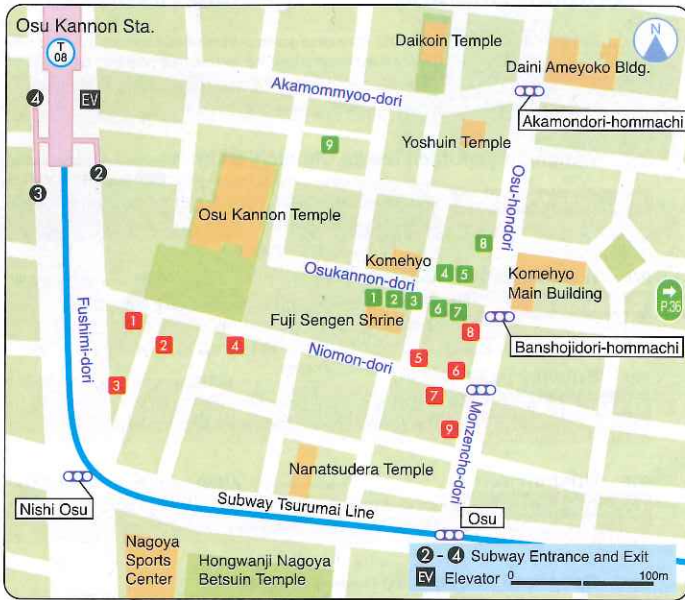 Osu Kannon Sta.
T
08
N
Daikoin Temple
Daini Ameyoko Bldg.
4
EV
Akamommyoo-dori
Akamondori-hommachi
9
Yoshuin Temple
3
2
Osu-hondori
Osu Kannon Temple
8
Komehyo
Osukannon-dori
4
5
Komehyo
Main Building
P.36
1
2
3
6
7
Fushimi-dori
Fuji Sengen Shrine
8
Banshojidori-hommachi
1
2
4
Niomon-dori
5
6
3
7
9
Monzencho-dori
Nanatsudera Temple
Nishi Osu
Subway Tsurumai Line
Osu
Nagoya
Sports
Center
Hongwanji Nagoya
Betsuin Temple
2 - 4 Subway Entrance and Exit
EV Elevator 0 100m